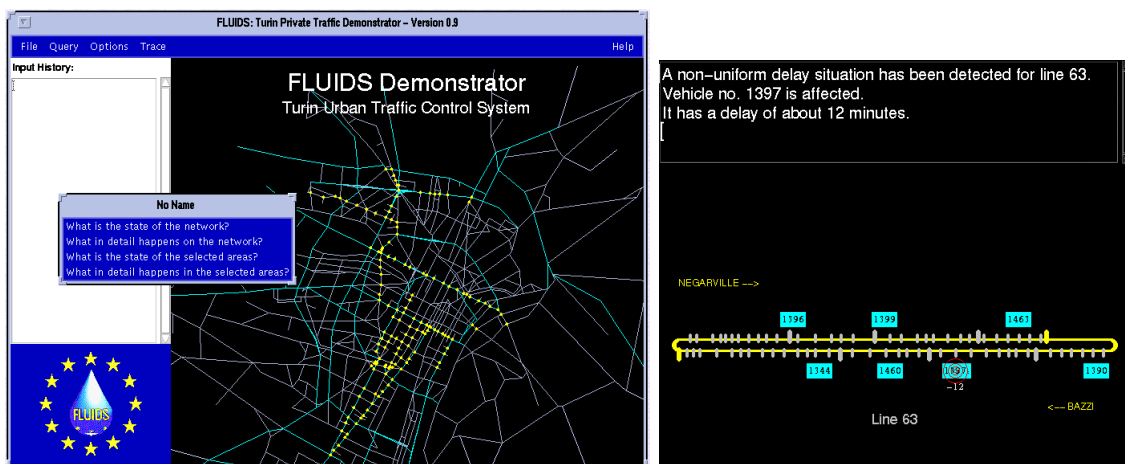 FLUIDS: Turin Private Traffic Demonstrator – Version 0.9
File Query Options Trace Help
Input History:
FLUIDS Demonstrator
Turin Urban Traffic Control System
No Name
What is the state of the network?
What in detail happens on the network?
What is the state of the selected areas?
What in detail happens in the selected areas?
FLUIDS
A non–uniform delay situation has been detected for line 63.
Vehicle no. 1397 is affected.
It has a delay of about 12 minutes.
NEGARVILLE ––>
1396 1399 1463
1344 1460 1397 1390
–12
<–– BAZZI
Line 63